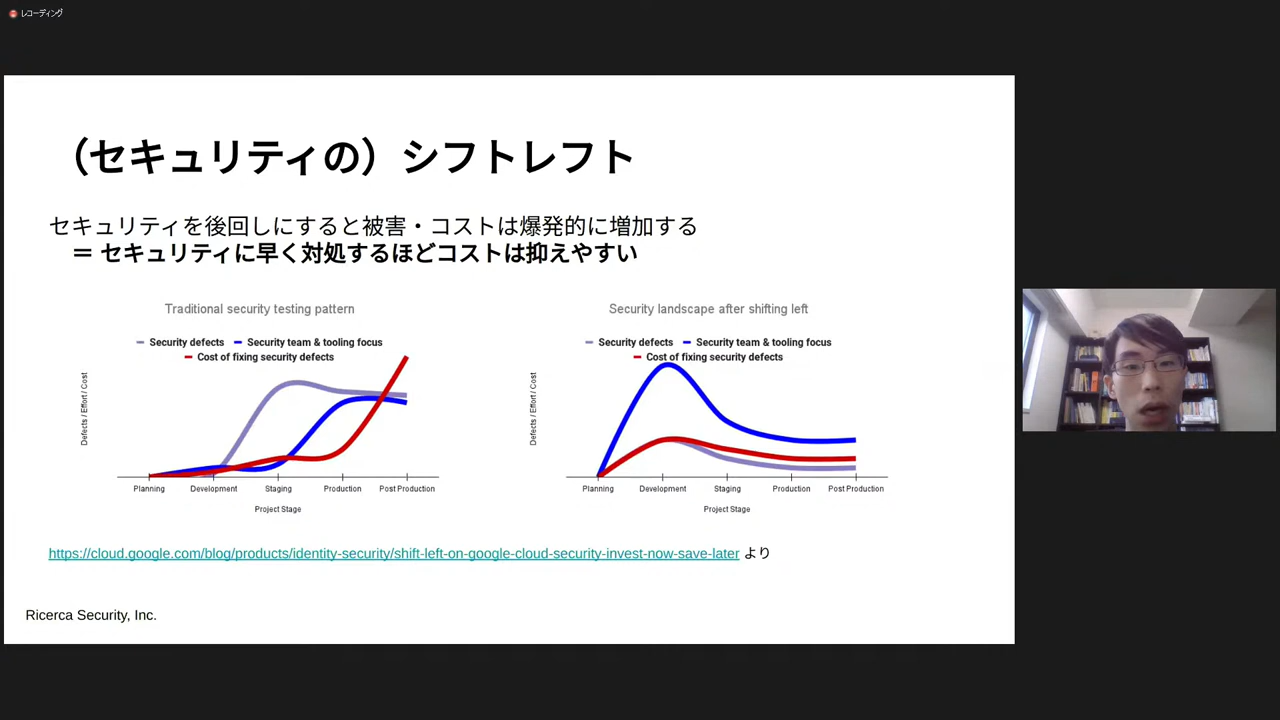 レコーディング
（セキュリティの）シフトレフト
セキュリティを後回しにすると被害・コストは爆発的に増加する
＝ セキュリティに早く対処するほどコストは抑えやすい
Traditional security testing pattern
Security defects Security team & tooling focus
Cost of fixing security defects
Defects / Effort / Cost
Planning Development Staging Production Post Production
Project Stage
Security landscape after shifting left
Security defects Security team & tooling focus
Cost of fixing security defects
Defects / Effort / Cost
Planning Development Staging Production Post Production
Project Stage
https://cloud.google.com/blog/products/identity-security/shift-left-on-google-cloud-security-invest-now-save-later より
Ricerca Security, Inc.